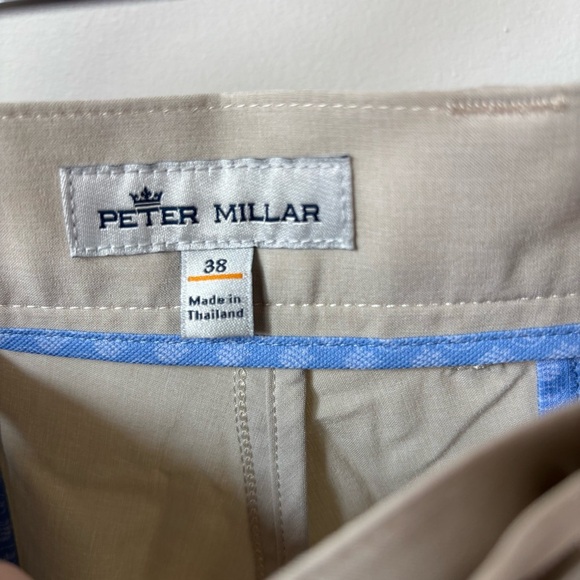 PETER MILLAR
38
Made in
Thailand